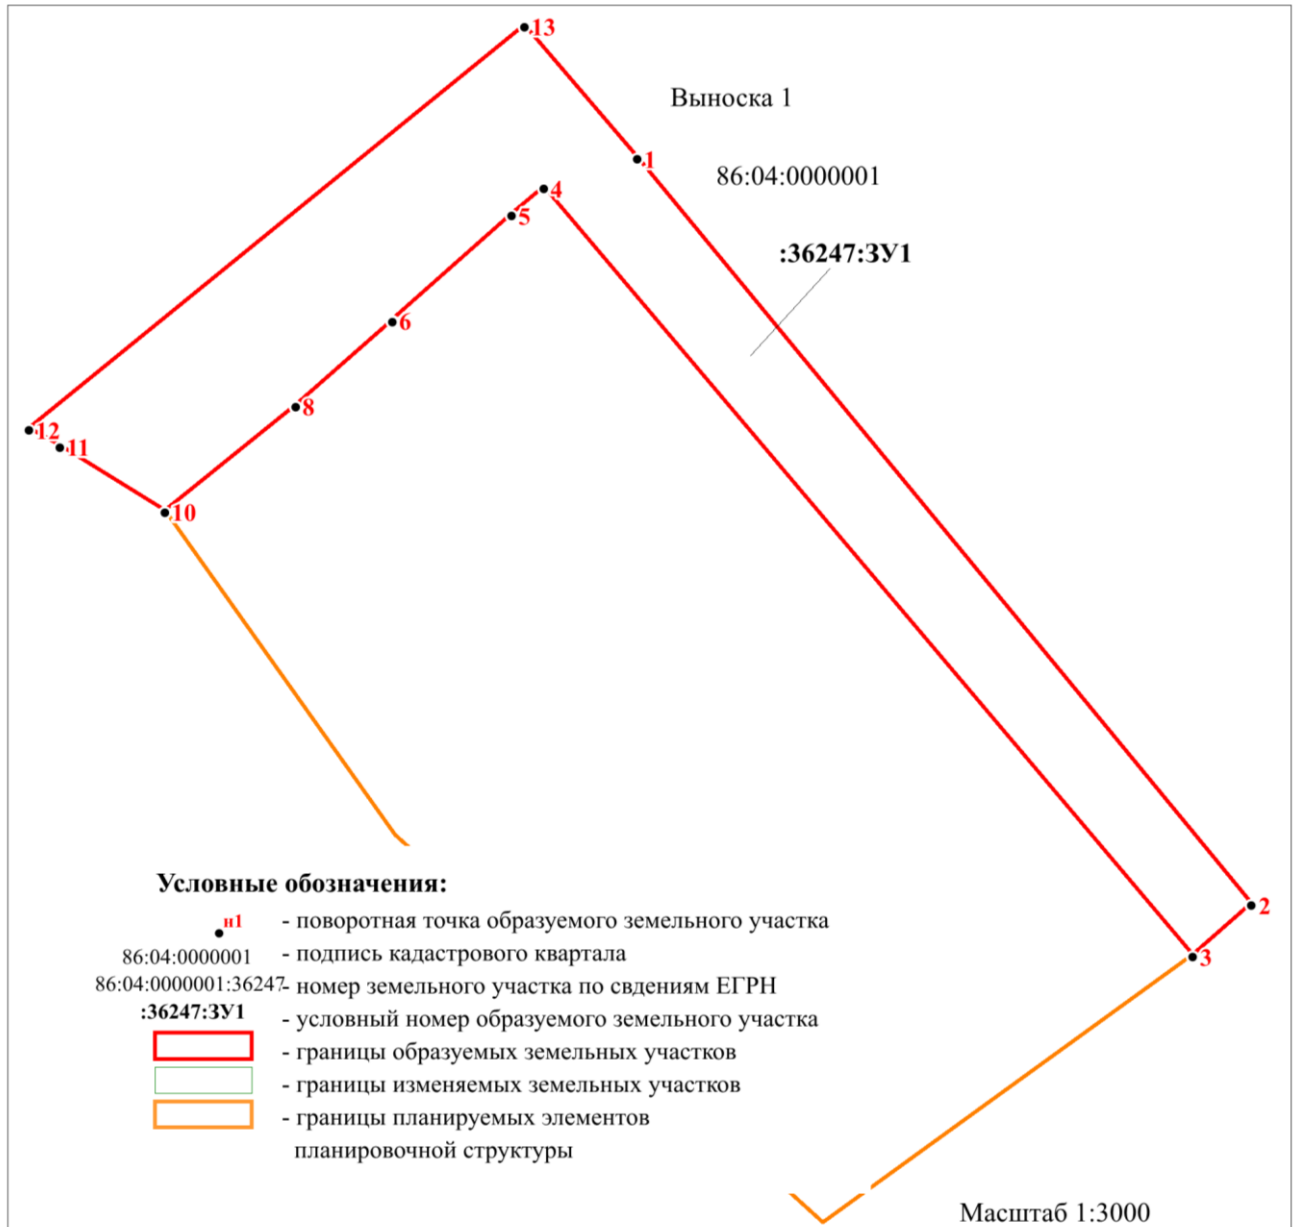 13
Выноска 1
1
86:04:0000001
4
5
:36247:ЗУ1
6
8
12
11
10
2
3
Условные обозначения:
н1 - поворотная точка образуемого земельного участка
86:04:0000001 - подпись кадастрового квартала
86:04:0000001:36247 - номер земельного участка по свдениям ЕГРН
:36247:ЗУ1 - условный номер образуемого земельного участка
- границы образуемых земельных участков
- границы изменяемых земельных участков
- границы планируемых элементов
планировочной структуры
Масштаб 1:3000